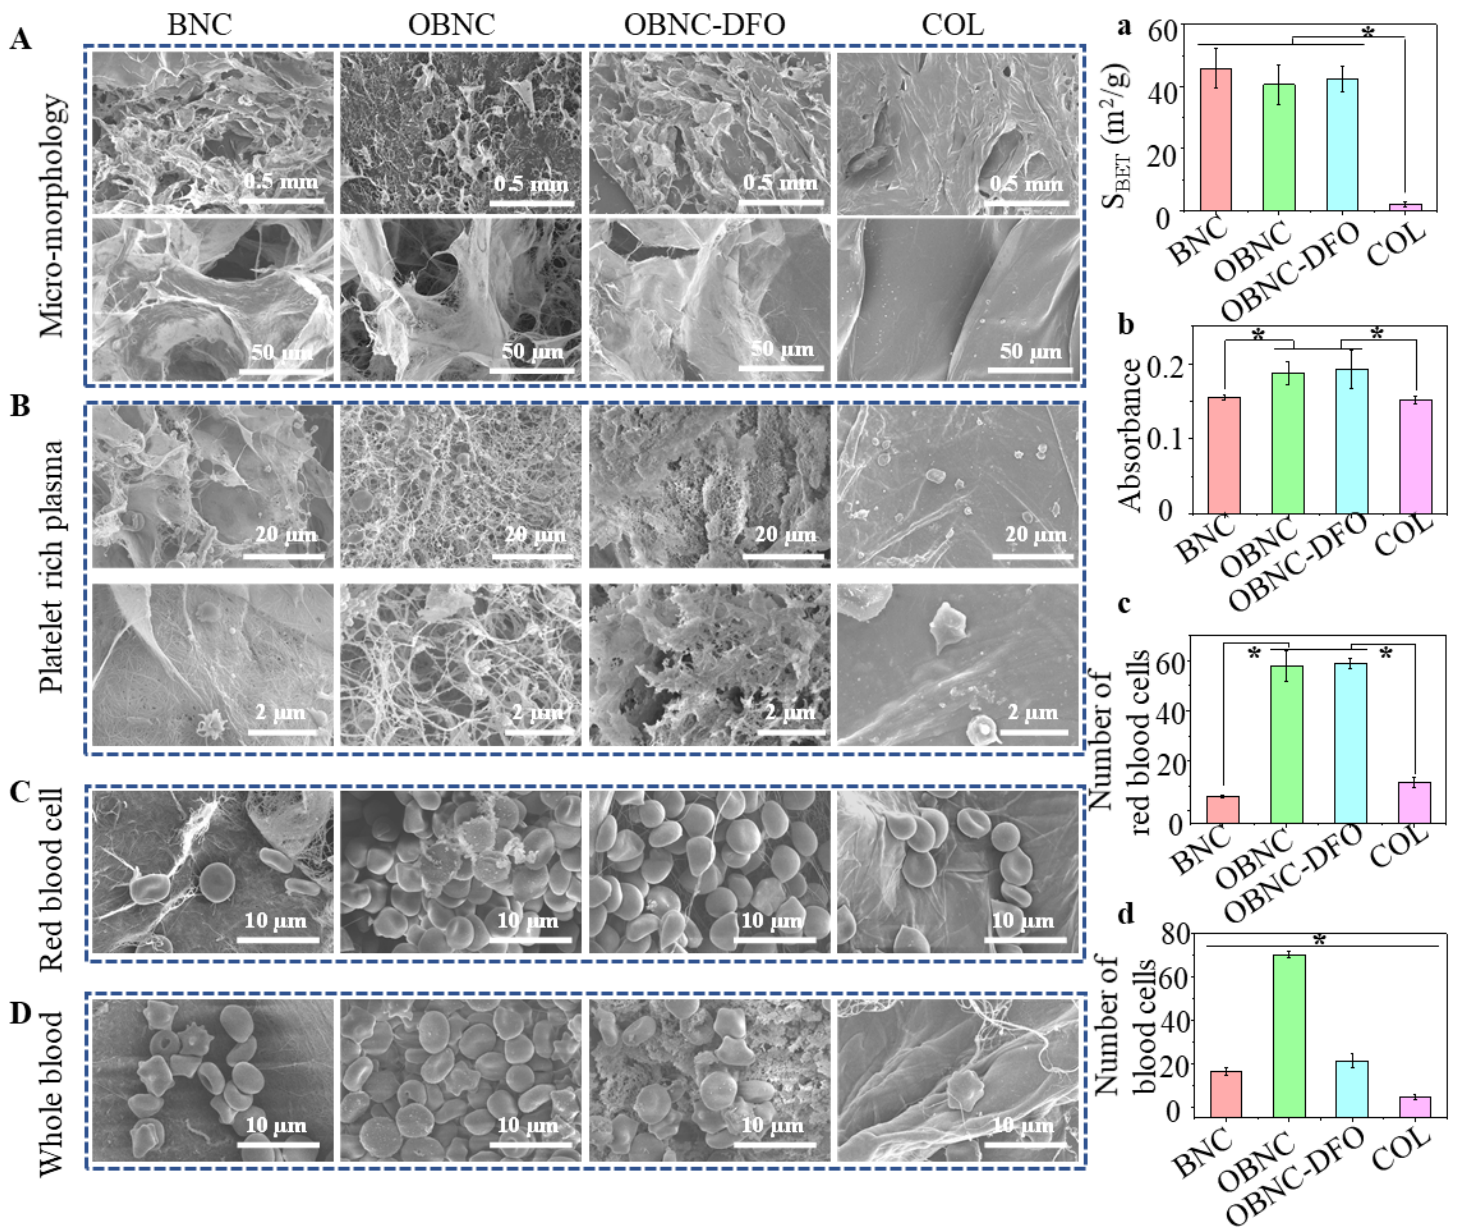 BNC OBNC OBNC-DFO COL
A
Micro-morphology
0.5 mm 0.5 mm 0.5 mm 0.5 mm
50 μm 50 μm 50 μm 50 μm
B
Platelet rich plasma
20 μm 20 μm 20 μm 20 μm
2 μm 2 μm 2 μm 2 μm
C
Red blood cell
10 μm 10 μm 10 μm 10 μm
D
Whole blood
10 μm 10 μm 10 μm 10 μm
a
S_BET (m²/g)
60
40
20
0
*
BNC OBNC OBNC-DFO COL
b
Absorbance
0.2
0.1
0
* *
BNC OBNC OBNC-DFO COL
c
Number of
red blood cells
60
40
20
0
* *
BNC OBNC OBNC-DFO COL
d
Number of
blood cells
80
60
40
20
0
*
BNC OBNC OBNC-DFO COL